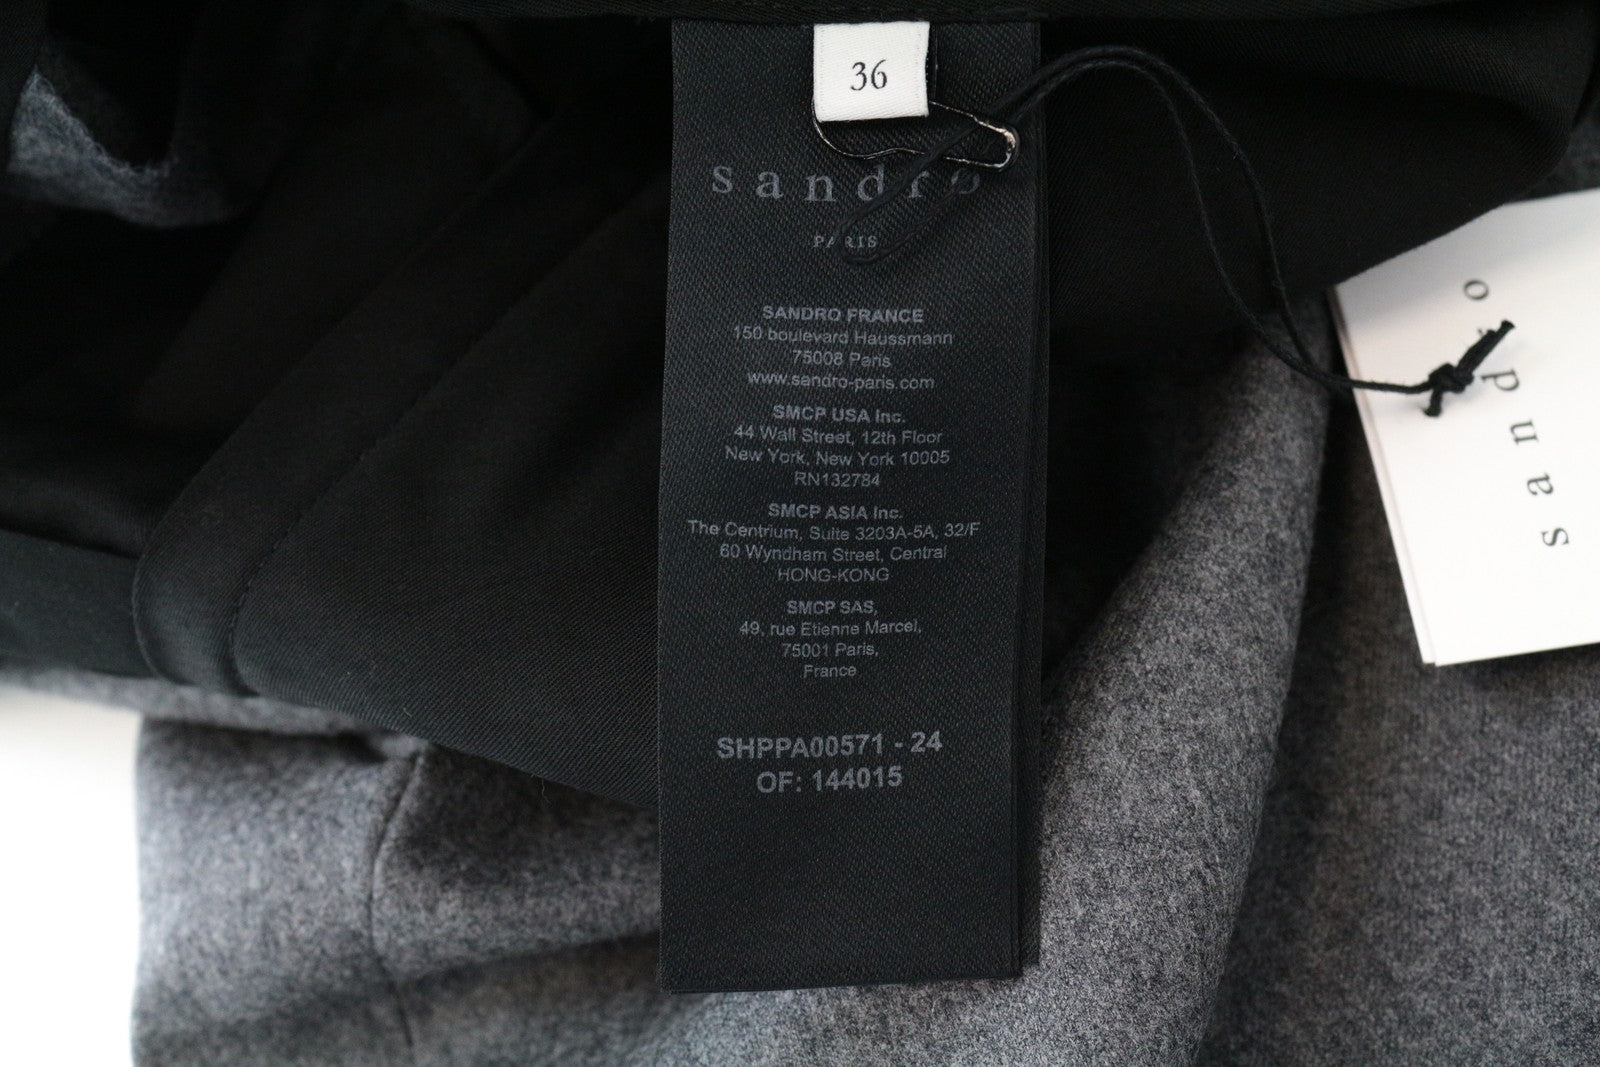 36
sandro
PARIS
SANDRO FRANCE
150 boulevard Haussmann
75008 Paris
www.sandro-paris.com
SMCP USA Inc.
44 Wall Street, 12th Floor
New York, New York 10005
RN132784
SMCP ASIA Inc.
The Centrium, Suite 3203A-5A, 32/F
60 Wyndham Street, Central
HONG-KONG
SMCP SAS,
49, rue Etienne Marcel,
75001 Paris,
France
SHPPA00571 - 24
OF: 144015
sandro